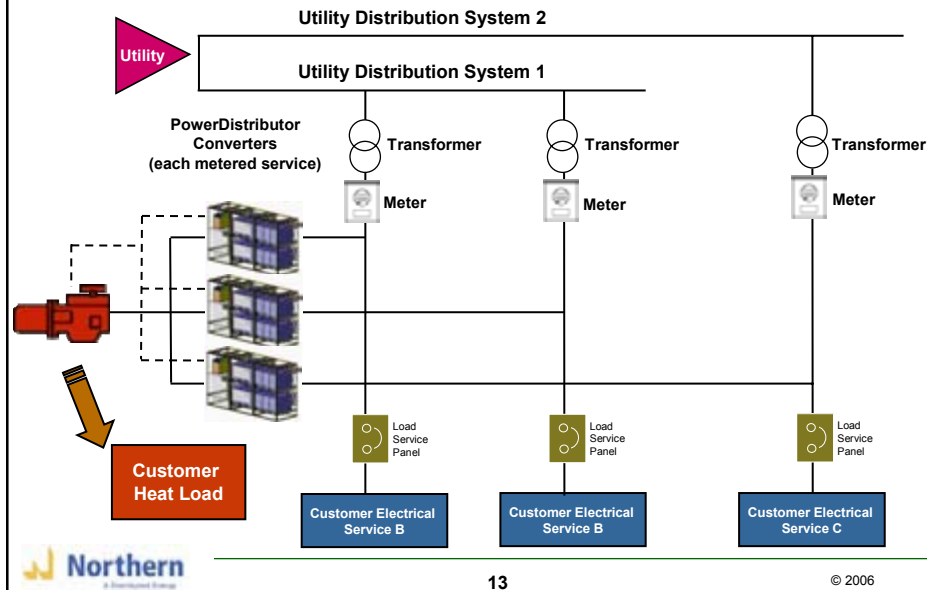 Utility Distribution System 2
Utility
Utility Distribution System 1
PowerDistributor
Converters
(each metered service)
Transformer
Transformer
Transformer
Meter
Meter
Meter
Load
Service
Panel
Load
Service
Panel
Load
Service
Panel
Customer
Heat Load
Customer Electrical
Service B
Customer Electrical
Service B
Customer Electrical
Service C
Northern
A Distributed Energy
13
© 2006